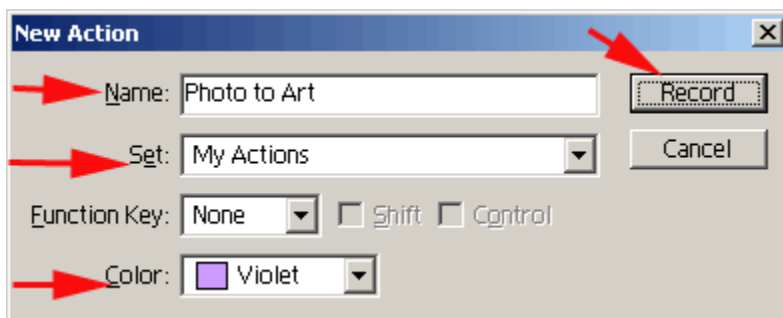 New Action
Name: Photo to Art Record
Set: My Actions Cancel
Function Key: None Shift Control
Color: Violet